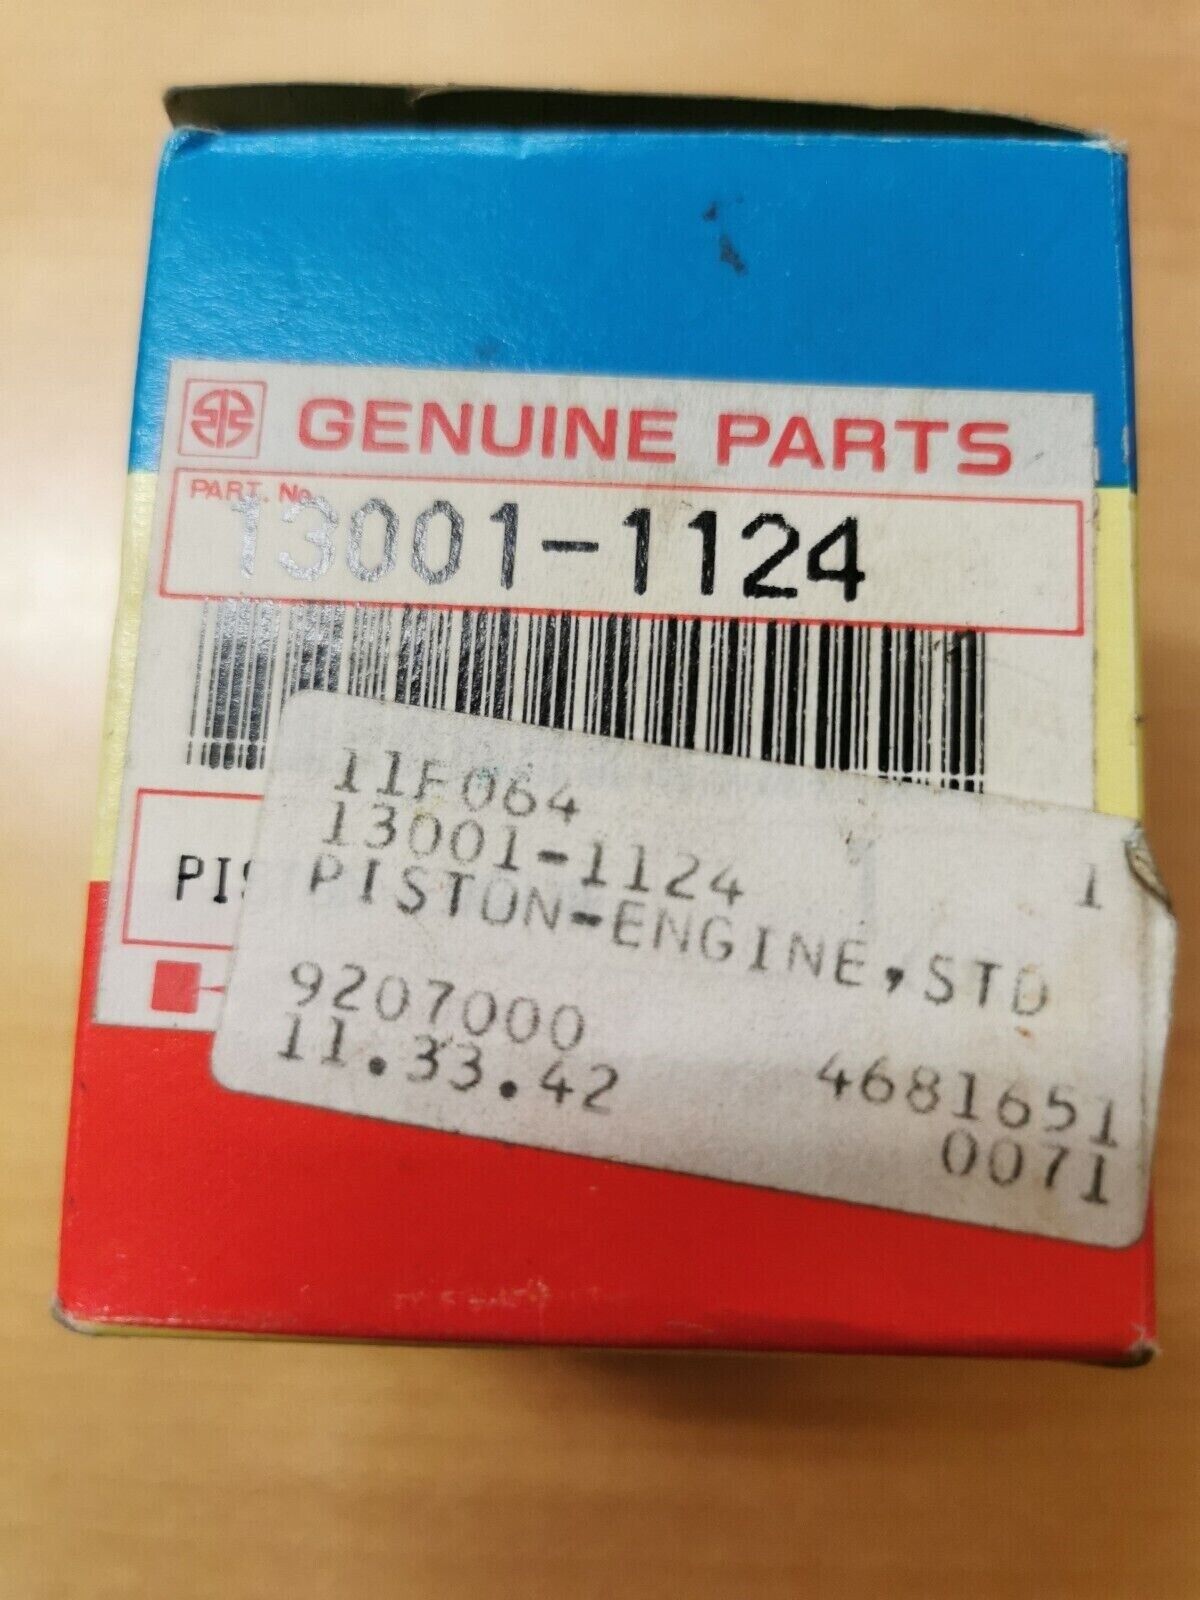 GENUINE PARTS
PART. No.
13001-1124
11F064
13001-1124 1
PISTON-ENGINE,STD
9207000
11.33.42 4681651
0071